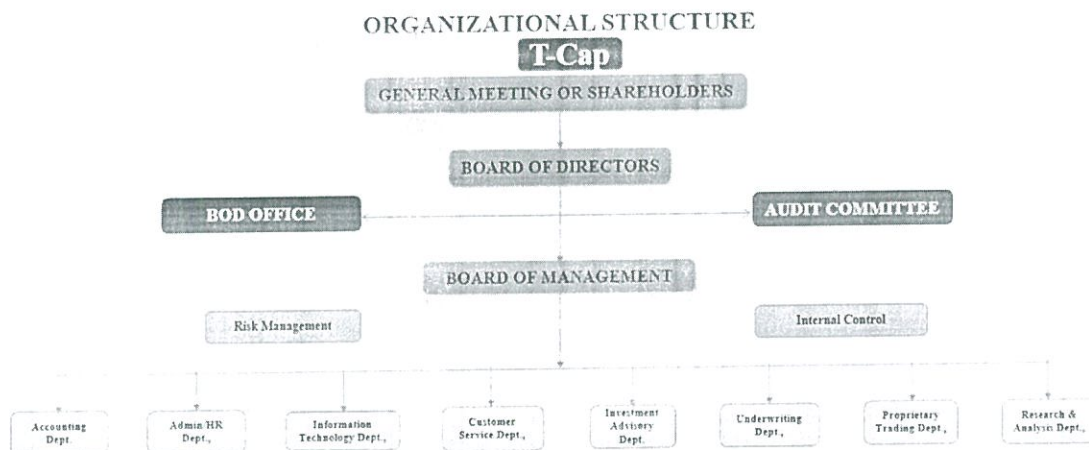 ORGANIZATIONAL STRUCTURE
T-Cap
GENERAL MEETING OR SHAREHOLDERS
BOARD OF DIRECTORS
BOD OFFICE
AUDIT COMMITTEE
BOARD OF MANAGEMENT
Risk Management
Internal Control
Accounting
Dept.
Admin/HR
Dept.,
Information
Technology Dept.,
Customer
Service Dept.,
Investment
Advisory
Dept.
Underwriting
Dept.,
Proprietary
Trading Dept.,
Research &
Analysis Dept.,